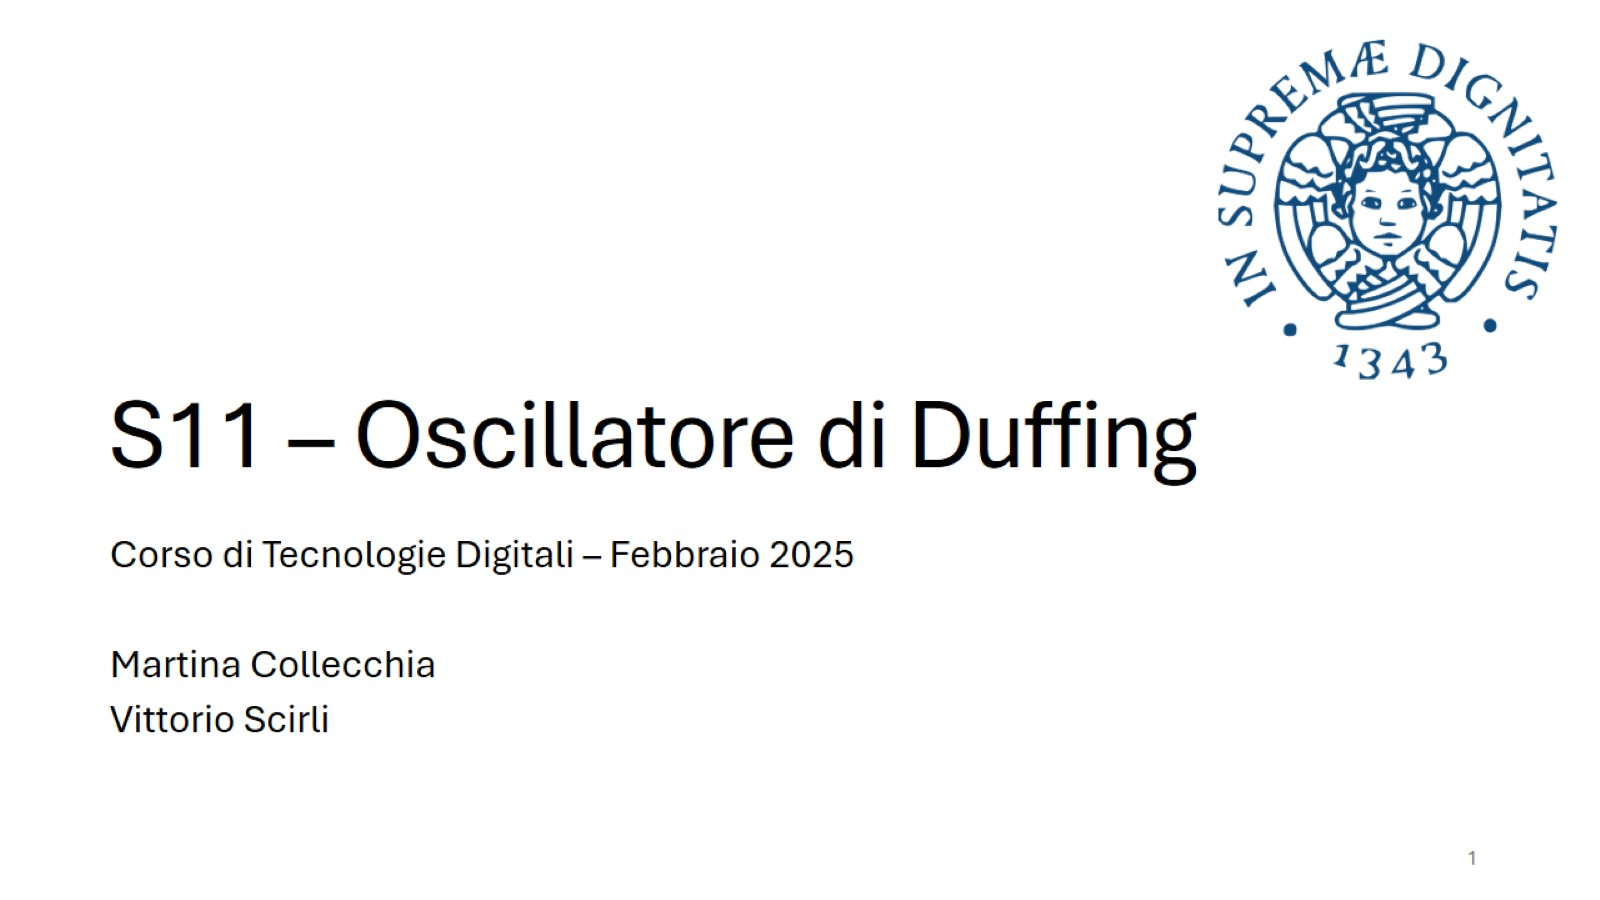 IN SUPREMÆ DIGNITATIS
1343
S11 – Oscillatore di Duffing
Corso di Tecnologie Digitali – Febbraio 2025
Martina Collecchia
Vittorio Scirli
1